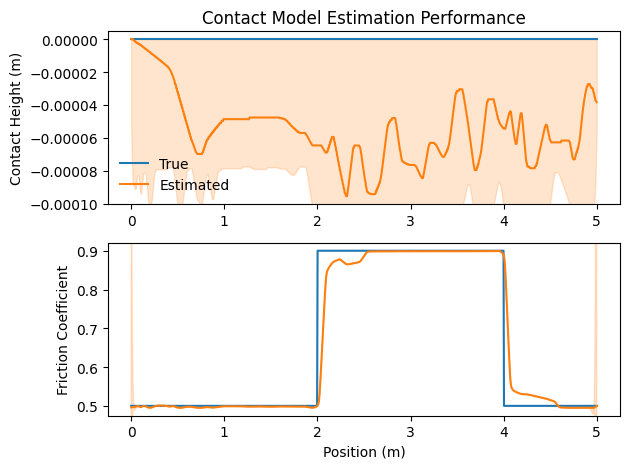 Contact Model Estimation Performance
Contact Height (m)
0.00000
−0.00002
−0.00004
−0.00006
−0.00008
−0.00010
True
Estimated
0 1 2 3 4 5
Friction Coefficient
0.9
0.8
0.7
0.6
0.5
0 1 2 3 4 5
Position (m)